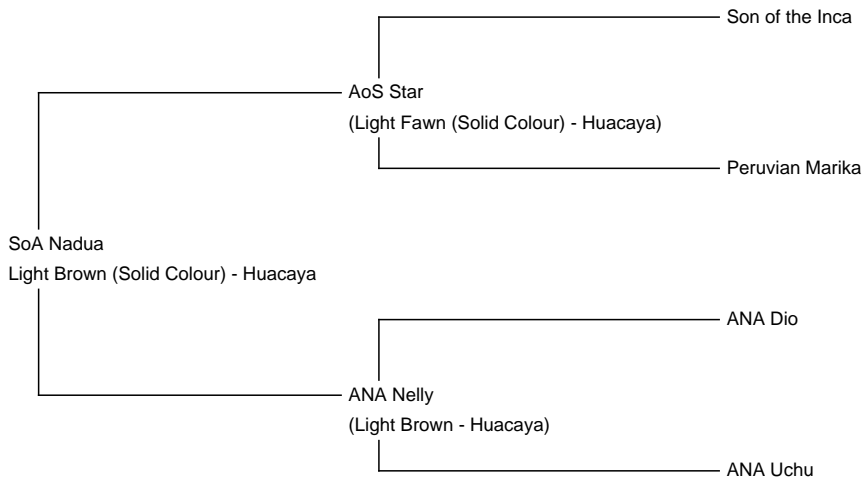 Son of the Inca
AoS Star
(Light Fawn (Solid Colour) - Huacaya)
Peruvian Marika
SoA Nadua
Light Brown (Solid Colour) - Huacaya
ANA Dio
ANA Nelly
(Light Brown - Huacaya)
ANA Uchu